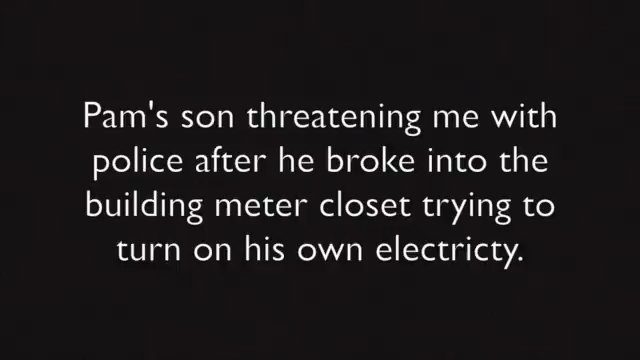 Pam's son threatening me with
police after he broke into the
building meter closet trying to
turn on his own electricty.